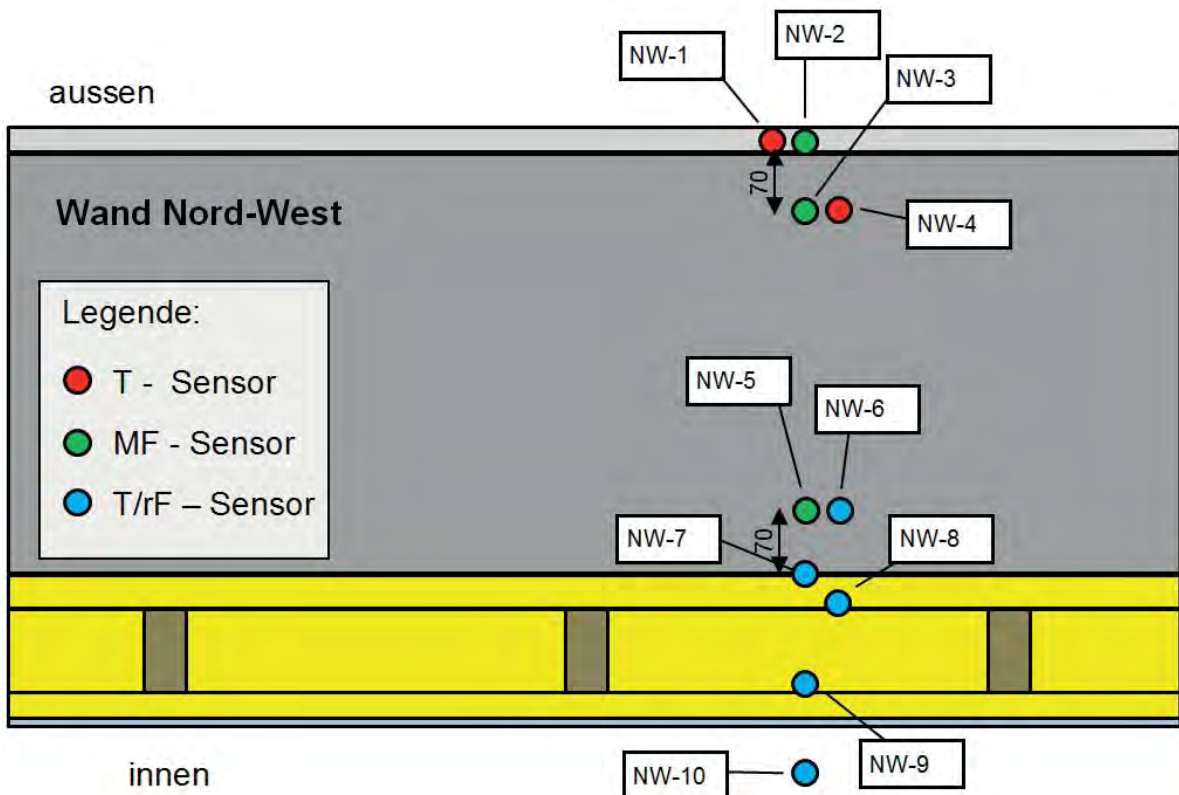 NW-2
NW-1
NW-3
aussen
70
Wand Nord-West
NW-4
Legende:
T - Sensor
MF - Sensor
T/rF – Sensor
NW-5
NW-6
70
NW-7
NW-8
innen
NW-10
NW-9